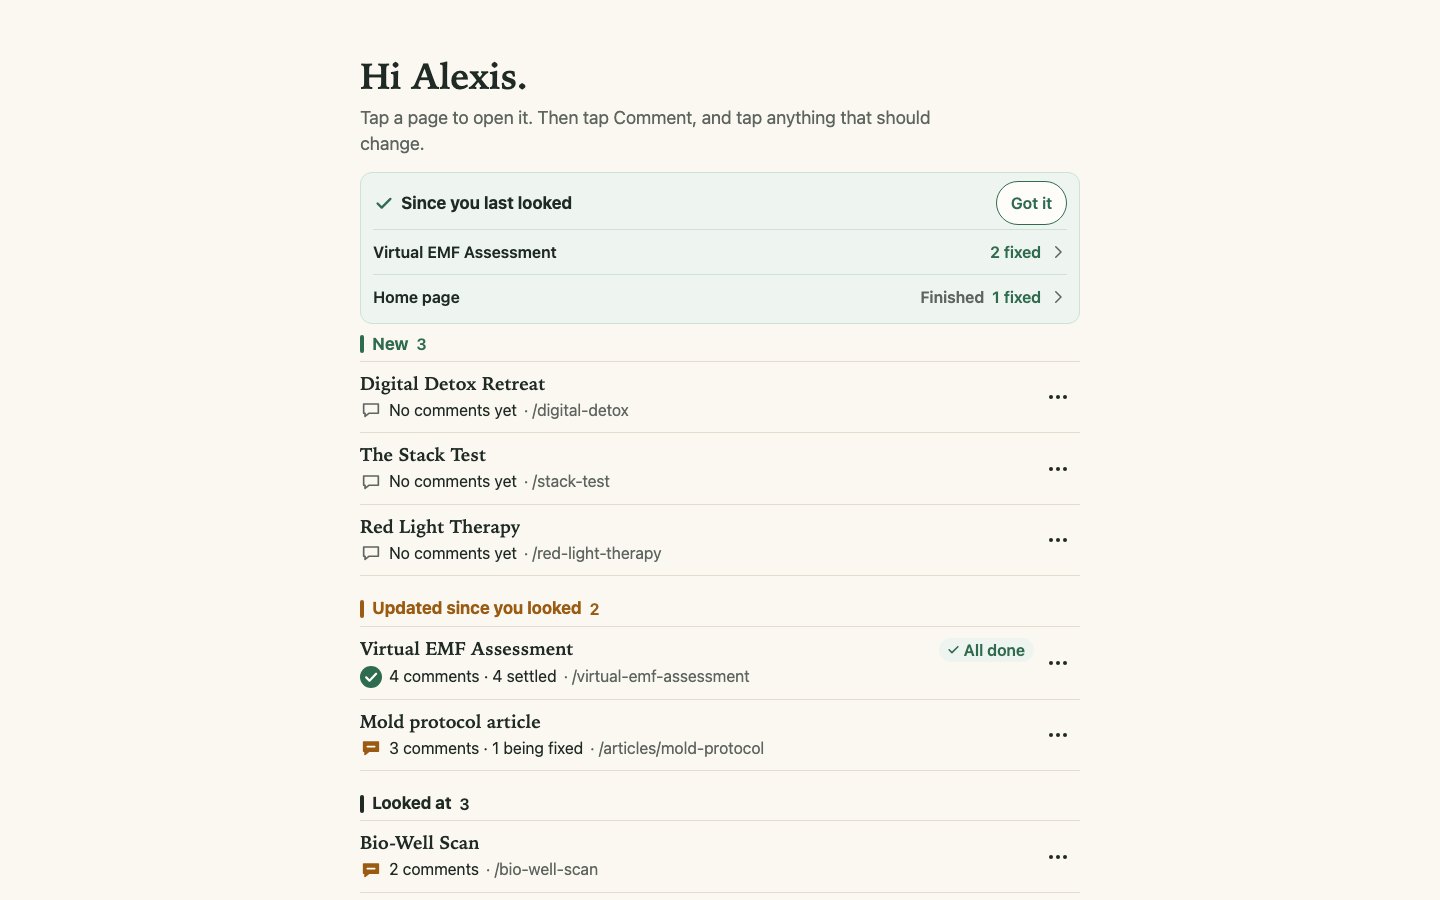 Hi Alexis.
Tap a page to open it. Then tap Comment, and tap anything that should
change.
Since you last looked
Got it
Virtual EMF Assessment 2 fixed
Home page Finished 1 fixed
New 3
Digital Detox Retreat
No comments yet · /digital-detox
The Stack Test
No comments yet · /stack-test
Red Light Therapy
No comments yet · /red-light-therapy
Updated since you looked 2
Virtual EMF Assessment All done
4 comments · 4 settled · /virtual-emf-assessment
Mold protocol article
3 comments · 1 being fixed · /articles/mold-protocol
Looked at 3
Bio-Well Scan
2 comments · /bio-well-scan